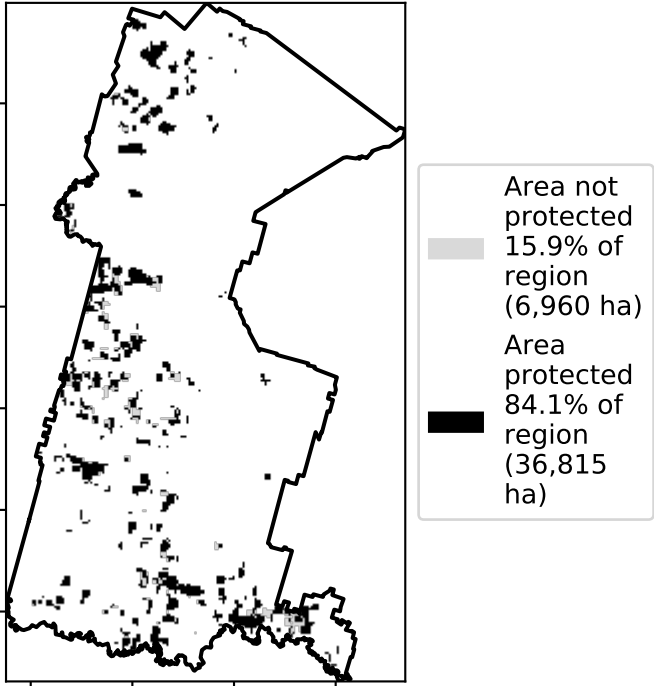 Area not
protected
15.9% of
region
(6,960 ha)
Area
protected
84.1% of
region
(36,815
ha)